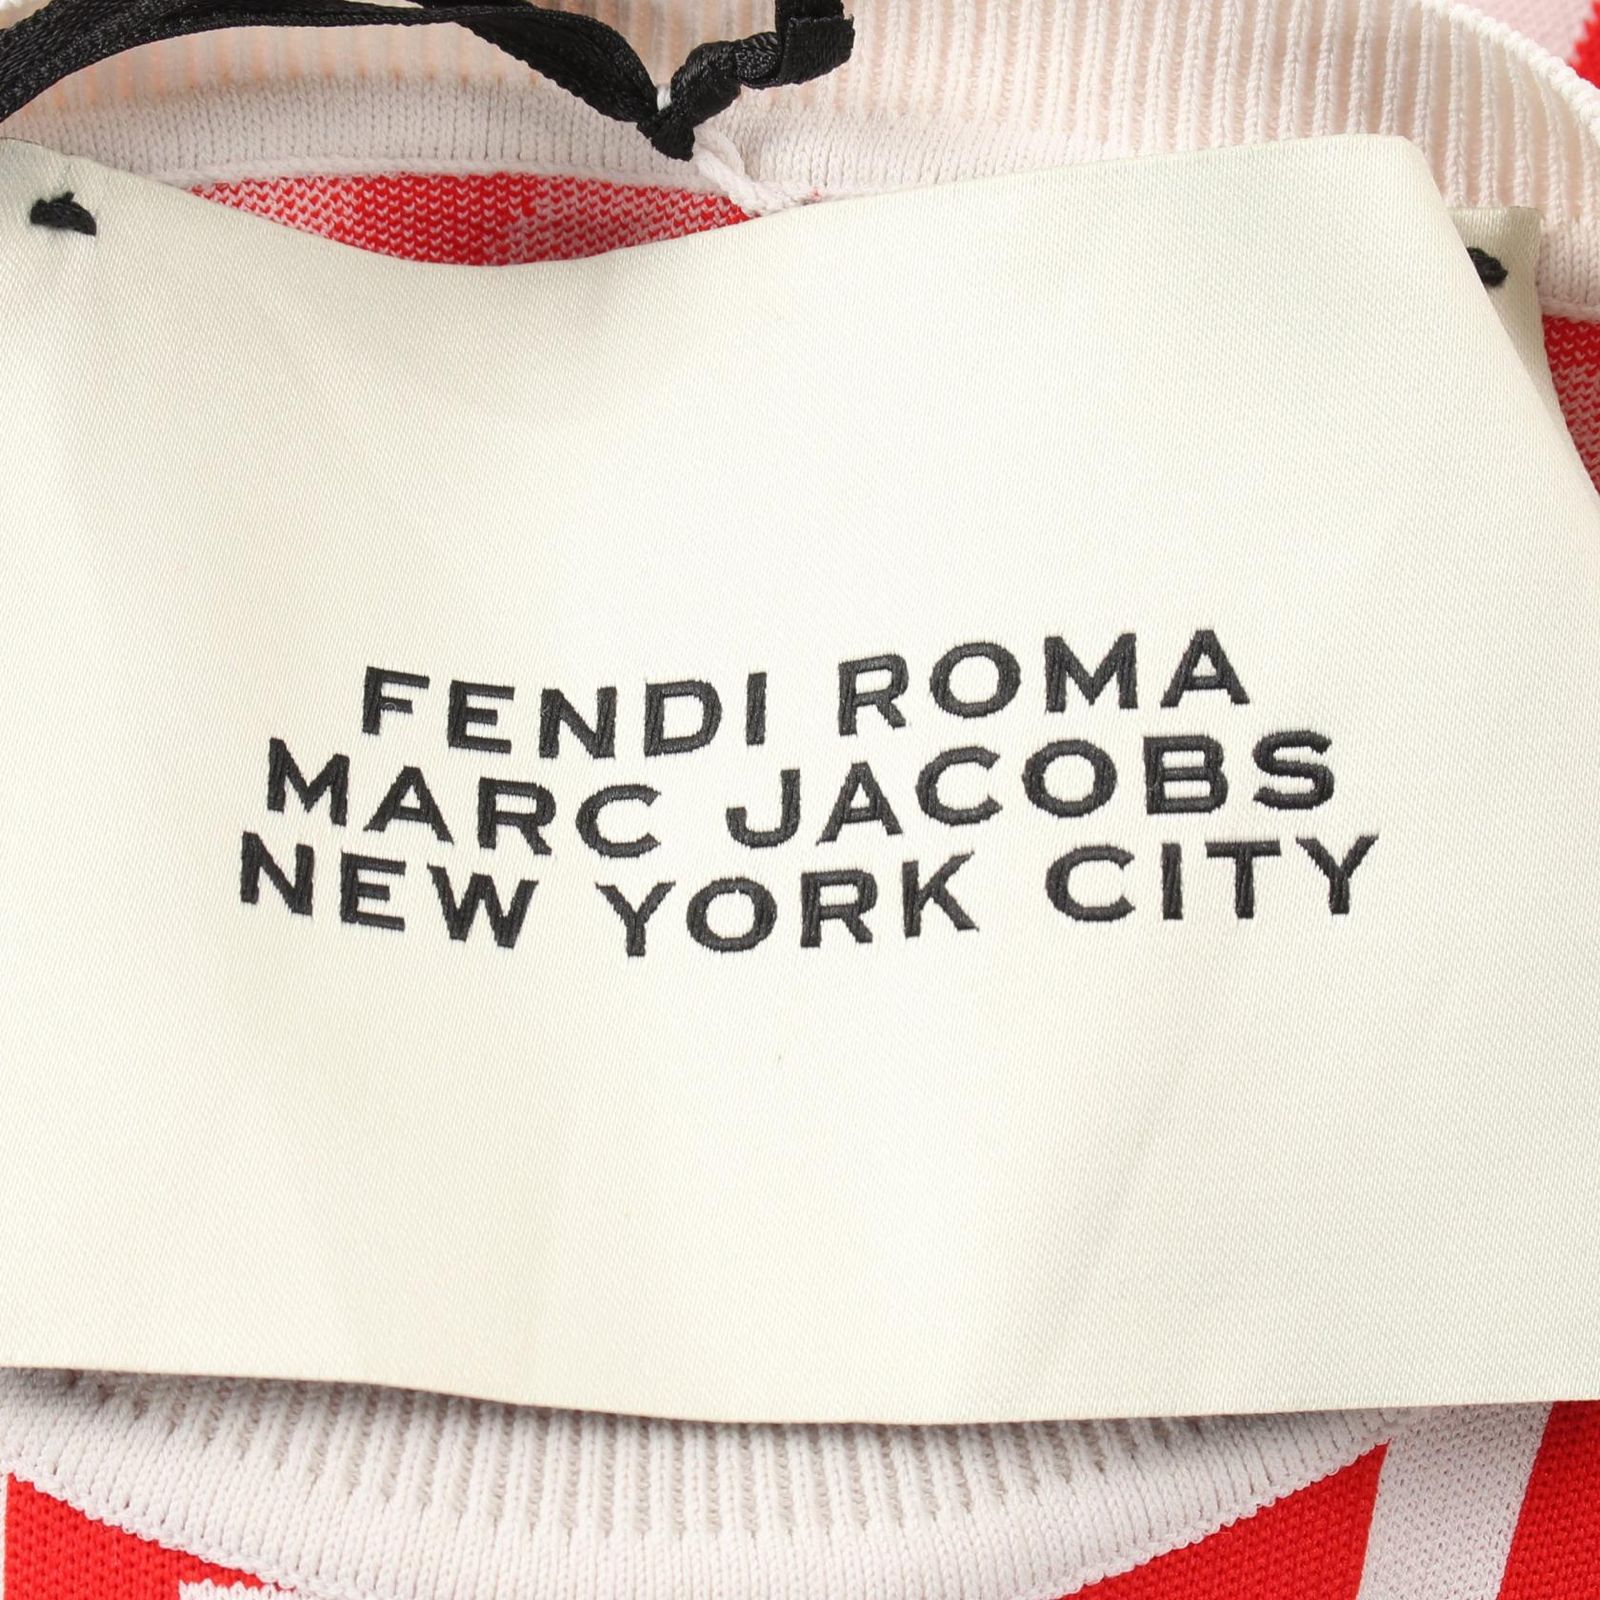 FENDI ROMA
MARC JACOBS
NEW YORK CITY